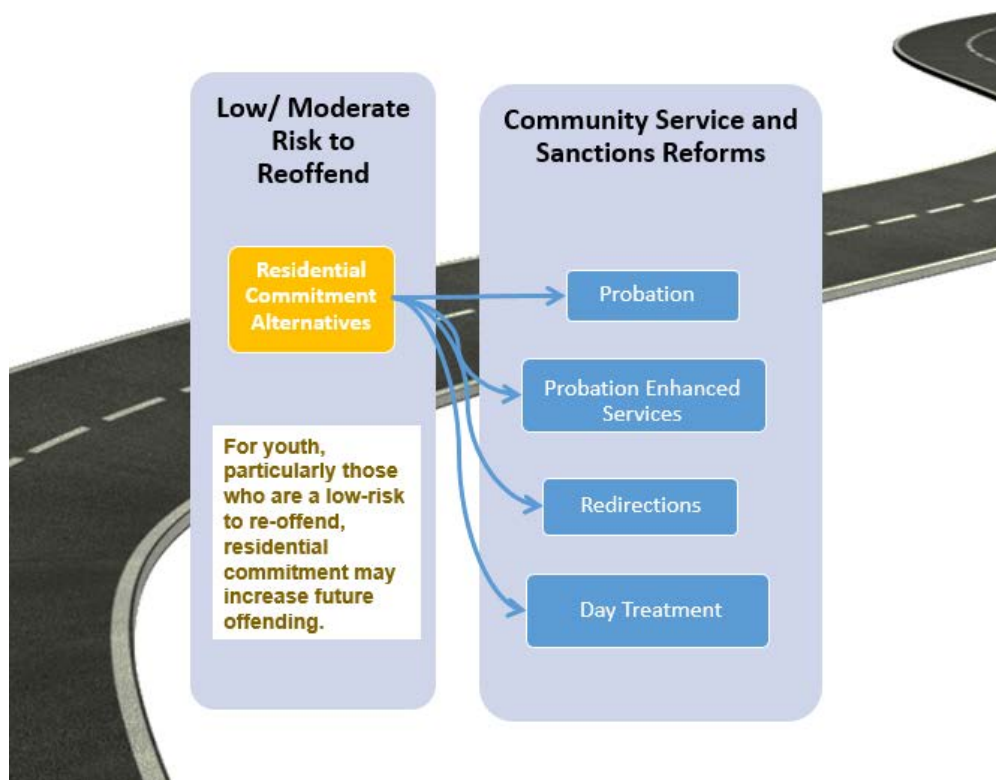 Low/ Moderate
Risk to
Reoffend
Residential
Commitment
Alternatives
For youth,
particularly those
who are a low-risk
to re-offend,
residential
commitment may
increase future
offending.
Community Service and
Sanctions Reforms
Probation
Probation Enhanced
Services
Redirections
Day Treatment